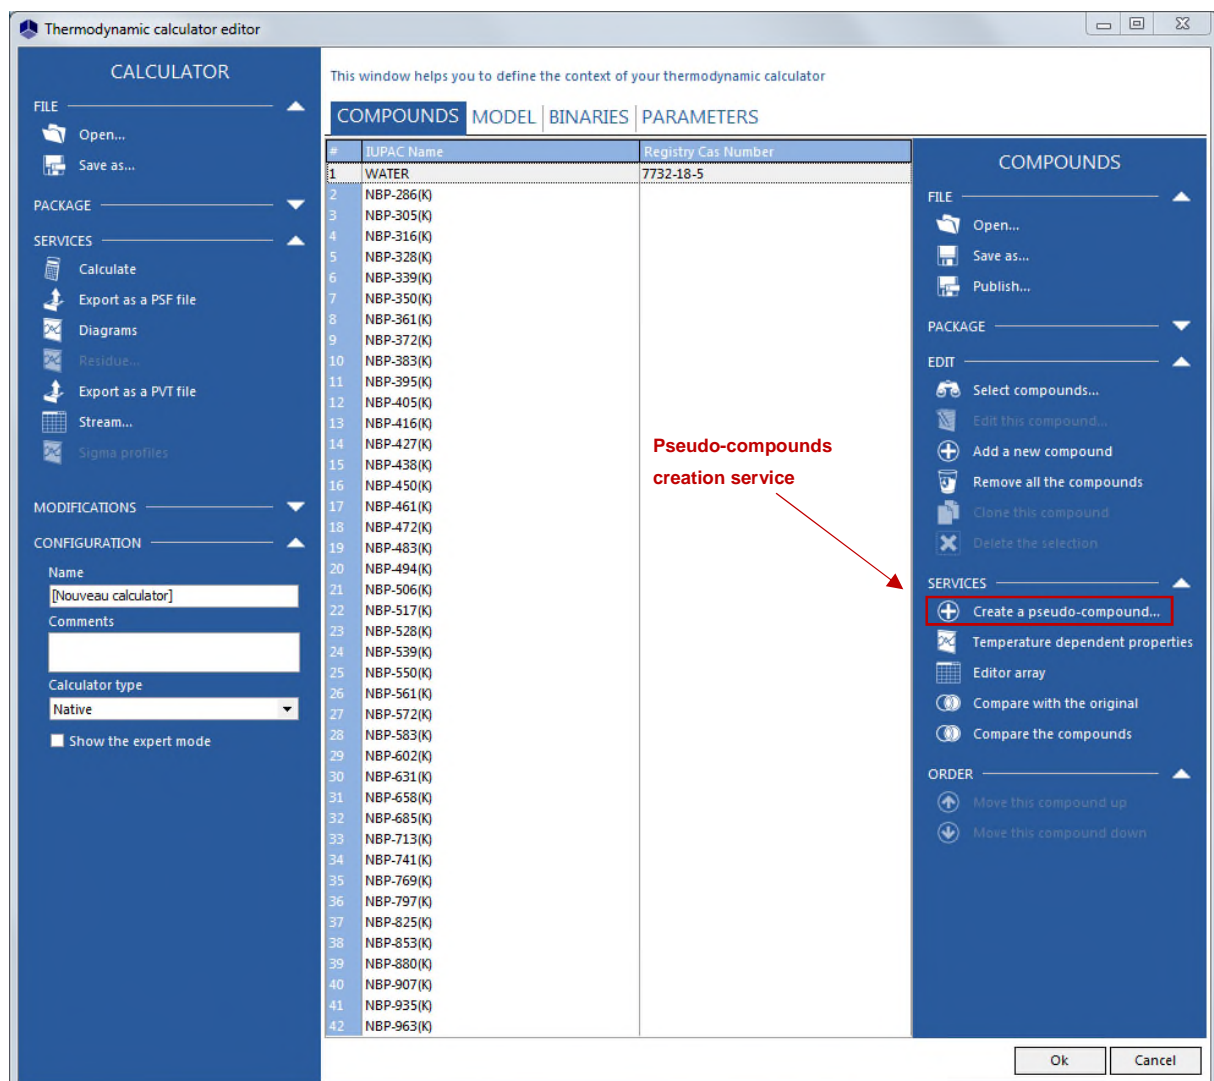 Thermodynamic calculator editor
CALCULATOR
FILE
Open...
Save as...
PACKAGE
SERVICES
Calculate
Export as a PSF file
Diagrams
Residue...
Export as a PVT file
Stream...
Sigma profiles
MODIFICATIONS
CONFIGURATION
Name
[Nouveau calculator]
Comments
Calculator type
Native
Show the expert mode
This window helps you to define the context of your thermodynamic calculator
COMPOUNDS MODEL BINARIES PARAMETERS
# IUPAC Name Registry Cas Number
1 WATER 7732-18-5
2 NBP-286(K)
3 NBP-305(K)
4 NBP-316(K)
5 NBP-328(K)
6 NBP-339(K)
7 NBP-350(K)
8 NBP-361(K)
9 NBP-372(K)
10 NBP-383(K)
11 NBP-395(K)
12 NBP-405(K)
13 NBP-416(K)
14 NBP-427(K)
15 NBP-438(K)
16 NBP-450(K)
17 NBP-461(K)
18 NBP-472(K)
19 NBP-483(K)
20 NBP-494(K)
21 NBP-506(K)
22 NBP-517(K)
23 NBP-528(K)
24 NBP-539(K)
25 NBP-550(K)
26 NBP-561(K)
27 NBP-572(K)
28 NBP-583(K)
29 NBP-602(K)
30 NBP-631(K)
31 NBP-658(K)
32 NBP-685(K)
33 NBP-713(K)
34 NBP-741(K)
35 NBP-769(K)
36 NBP-797(K)
37 NBP-825(K)
38 NBP-853(K)
39 NBP-880(K)
40 NBP-907(K)
41 NBP-935(K)
42 NBP-963(K)
Pseudo-compounds
creation service
COMPOUNDS
FILE
Open...
Save as...
Publish...
PACKAGE
EDIT
Select compounds...
Edit this compound...
Add a new compound
Remove all the compounds
Clone this compound
Delete the selection
SERVICES
Create a pseudo-compound...
Temperature dependent properties
Editor array
Compare with the original
Compare the compounds
ORDER
Move this compound up
Move this compound down
Ok Cancel